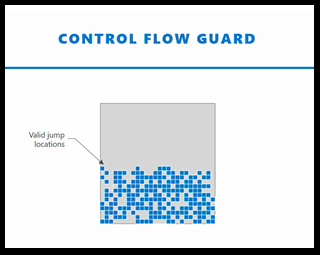 CONTROL FLOW GUARD
Valid jump
locations